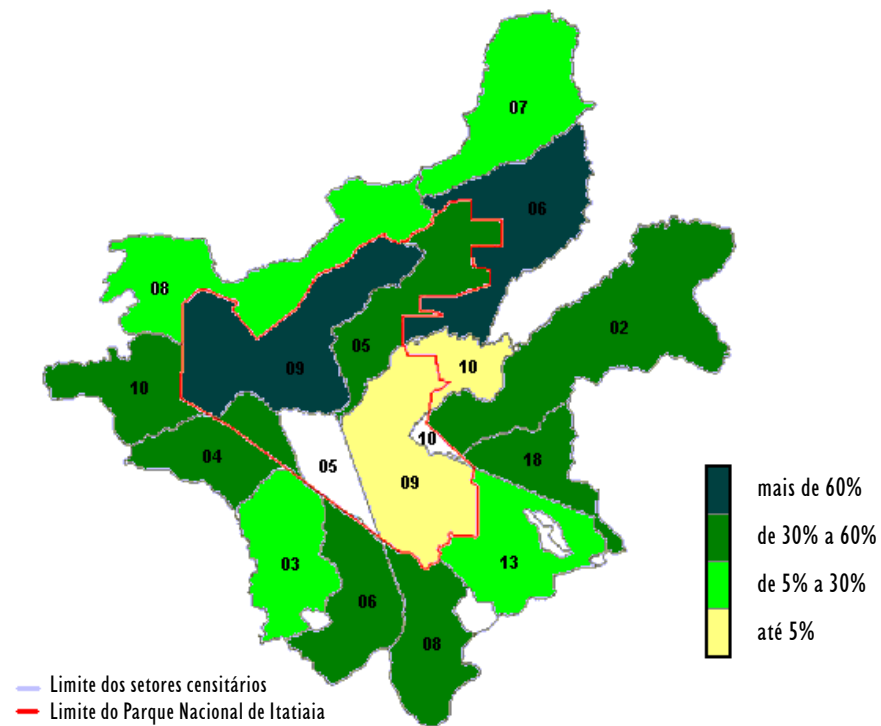 07
06
08
02
05
09
10
10
10
04
05
18
09
03
13
06
08
mais de 60%
de 30% a 60%
de 5% a 30%
até 5%
Limite dos setores censitários
Limite do Parque Nacional de Itatiaia